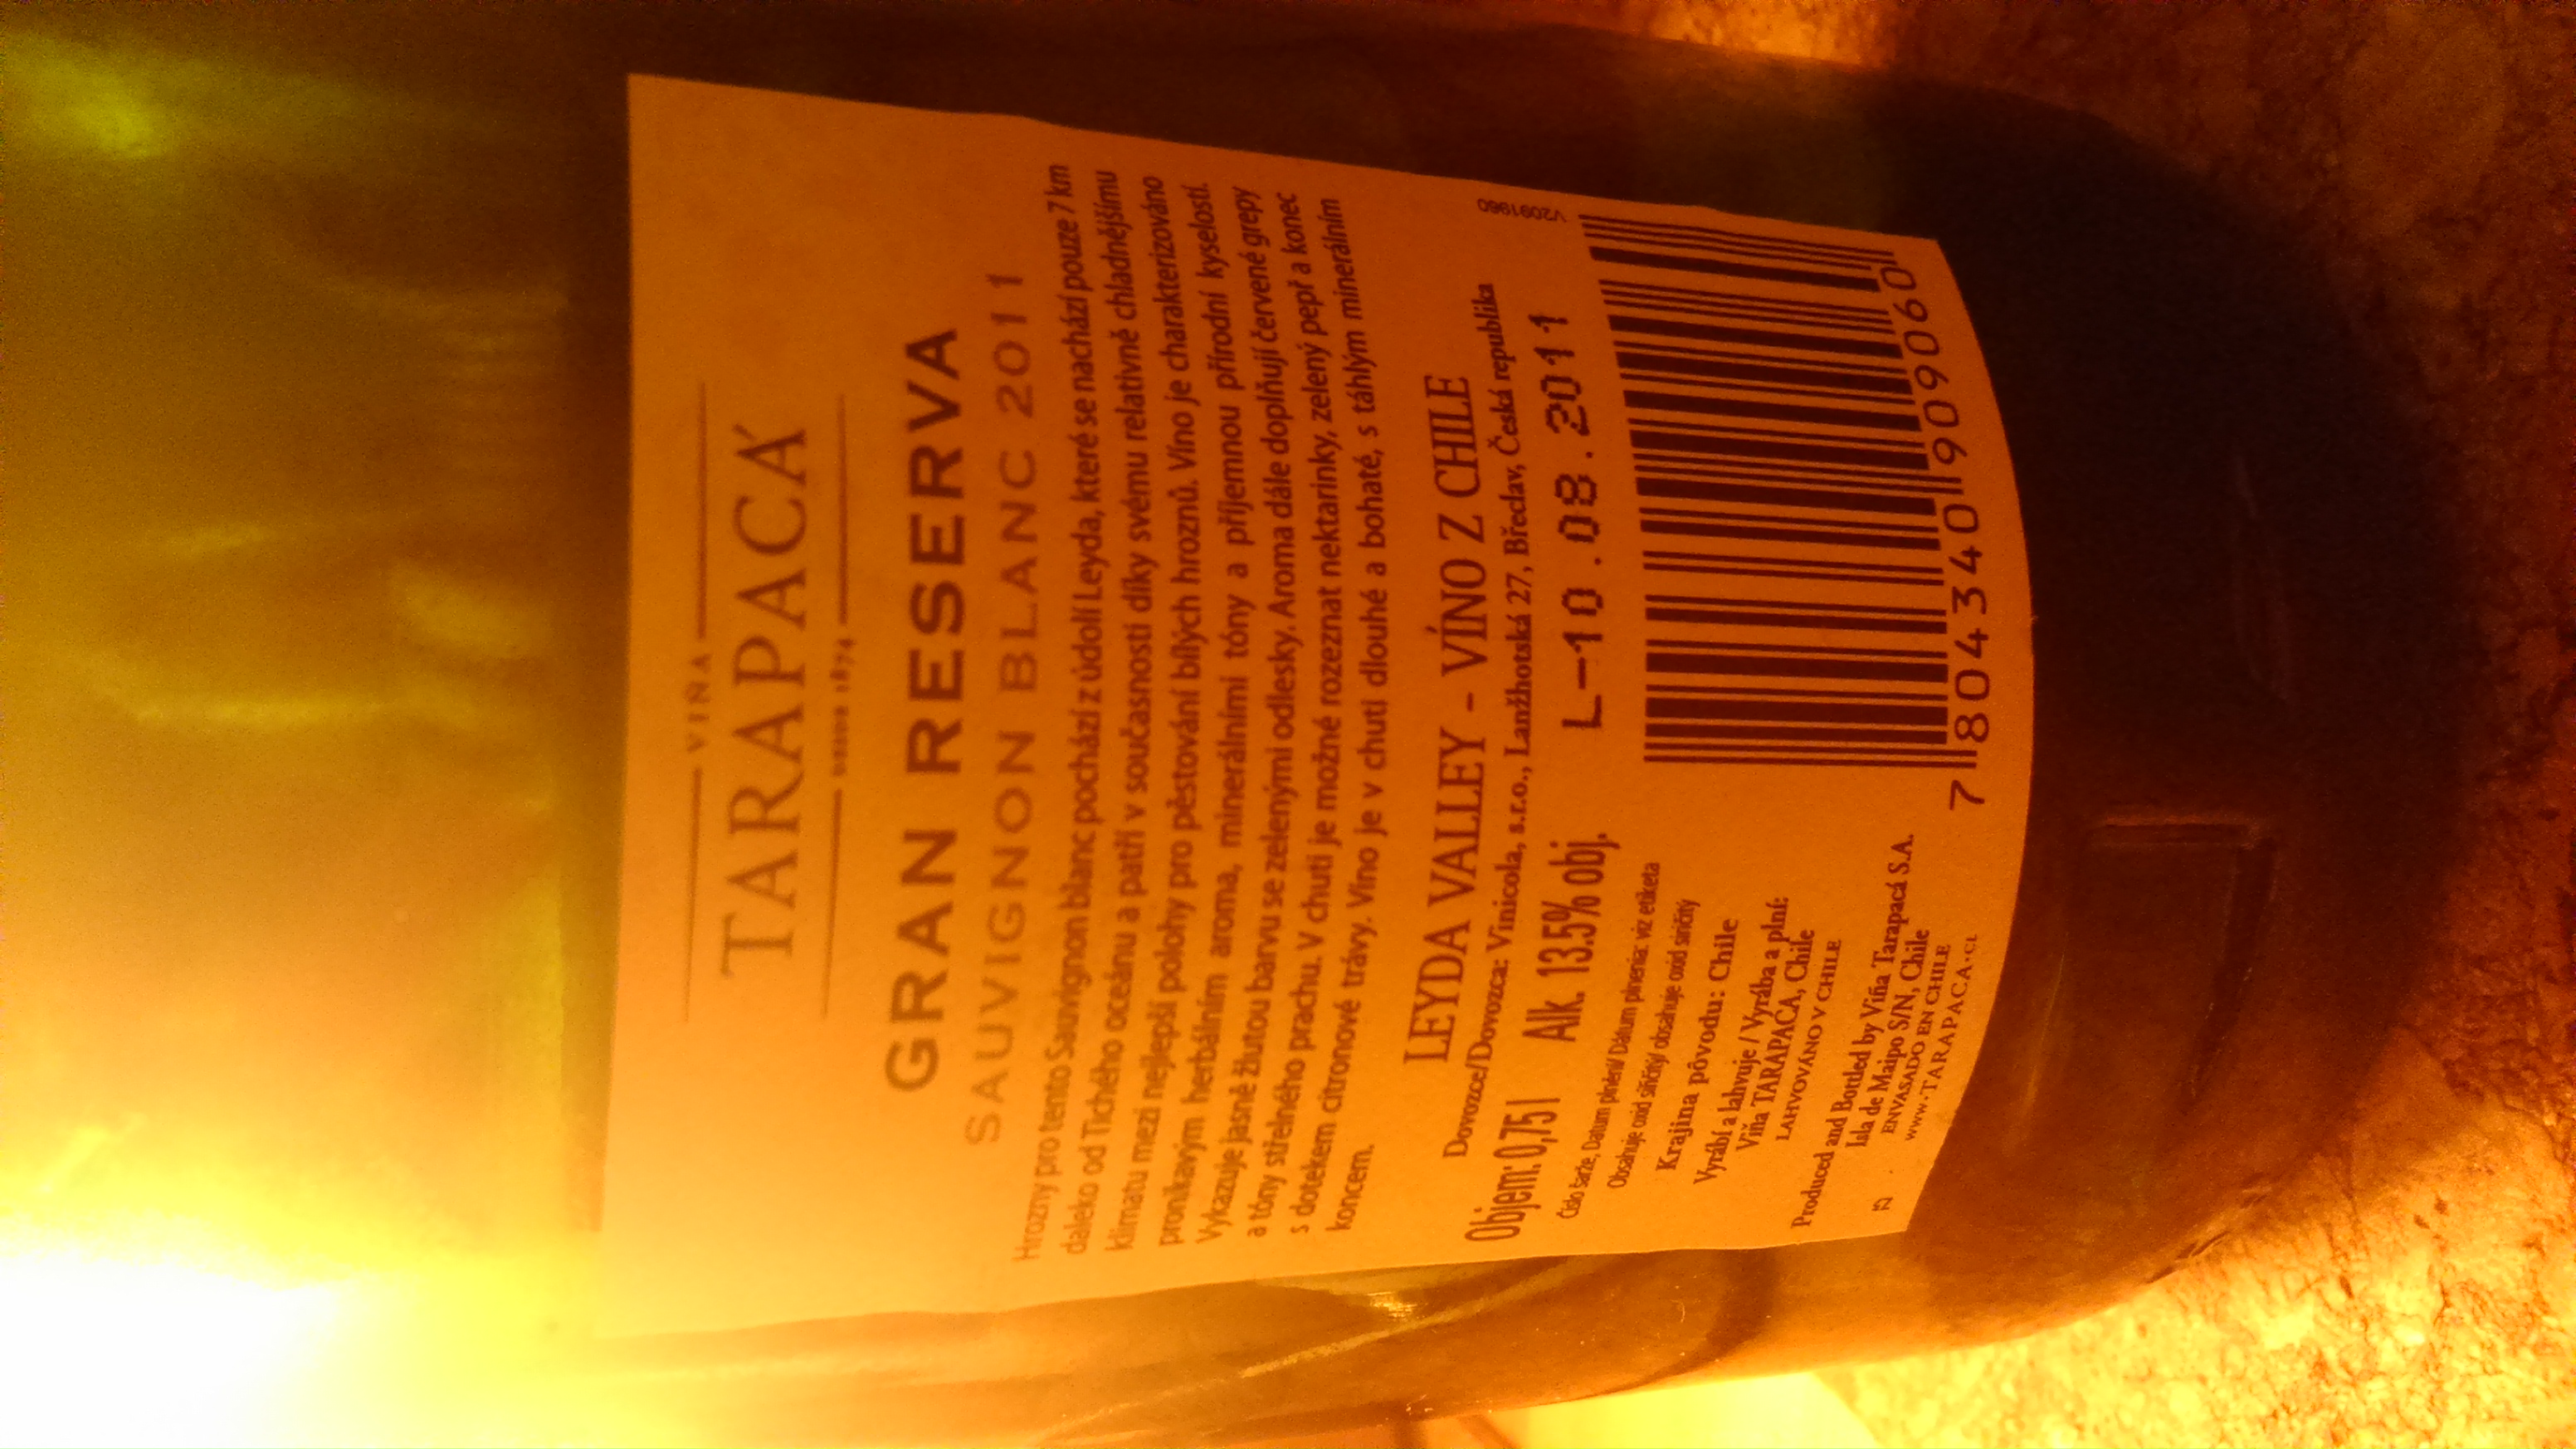 VIÑA
TARAPACÁ
DESDE 1874
GRAN RESERVA
SAUVIGNON BLANC 2011
Hrozny pro tento Sauvignon blanc pochází z údolí Leyda, které se nachází pouze 7 km
daleko od Tichého oceánu a patří v současnosti díky svému relativně chladnějšímu
klimatu mezi nejlepší polohy pro pěstování bílých hroznů. Víno je charakterizováno
pronikavým herbálním aroma, minerálními tóny a příjemnou přírodní kyselostí.
Vykazuje jasně žlutou barvu se zelenými odlesky. Aroma dále doplňují červené grepy
a tóny střelného prachu. V chuti je možné rozeznat nektarinky, zelený pepř a konec
s dotekem citronové trávy. Víno je v chuti dlouhé a bohaté, s táhlým minerálním
koncem.
LEYDA VALLEY - VÍNO Z CHILE
Dovozce/Dovozca: Vinicola, s.r.o., Lanžhotská 27, Břeclav, Česká republika
Objem: 0,75 l Alk. 13.5% obj.
L-10.08.2011
Číslo šarže, Datum plnění/ Dátum plnenia: viz etiketa
Obsahuje oxid siřičitý/ obsahuje oxid siričitý
Krajina pôvodu: Chile
Vyrábí a lahvuje / Vyrába a plní:
Viña TARAPACÁ, Chile
LAHVOVÁNO V CHILE
Produced and Bottled by Viña Tarapacá S.A.
Isla de Maipo S/N, Chile
ENVASADO EN CHILE
www.TARAPACA.CL
V2091960
7 804340 909060